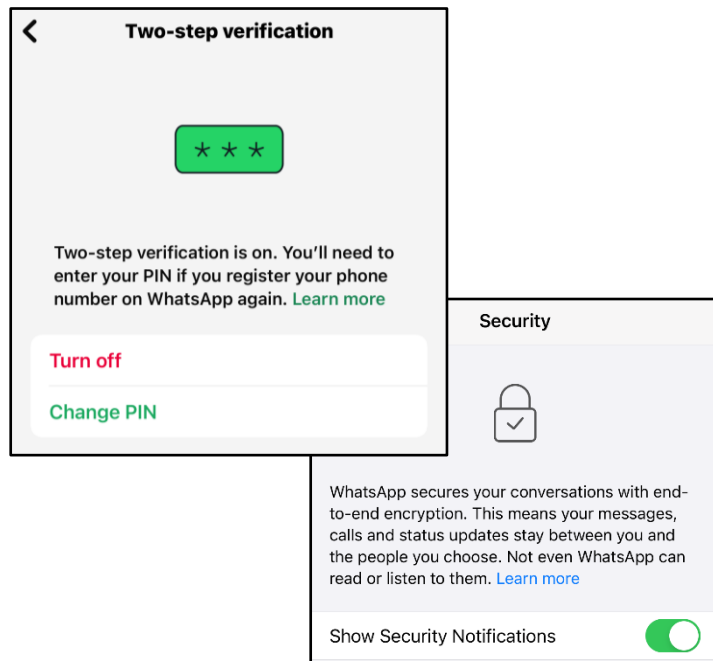 Two-step verification
***
Two-step verification is on. You’ll need to
enter your PIN if you register your phone
number on WhatsApp again. Learn more
Turn off
Change PIN
Security
WhatsApp secures your conversations with end-
to-end encryption. This means your messages,
calls and status updates stay between you and
the people you choose. Not even WhatsApp can
read or listen to them. Learn more
Show Security Notifications